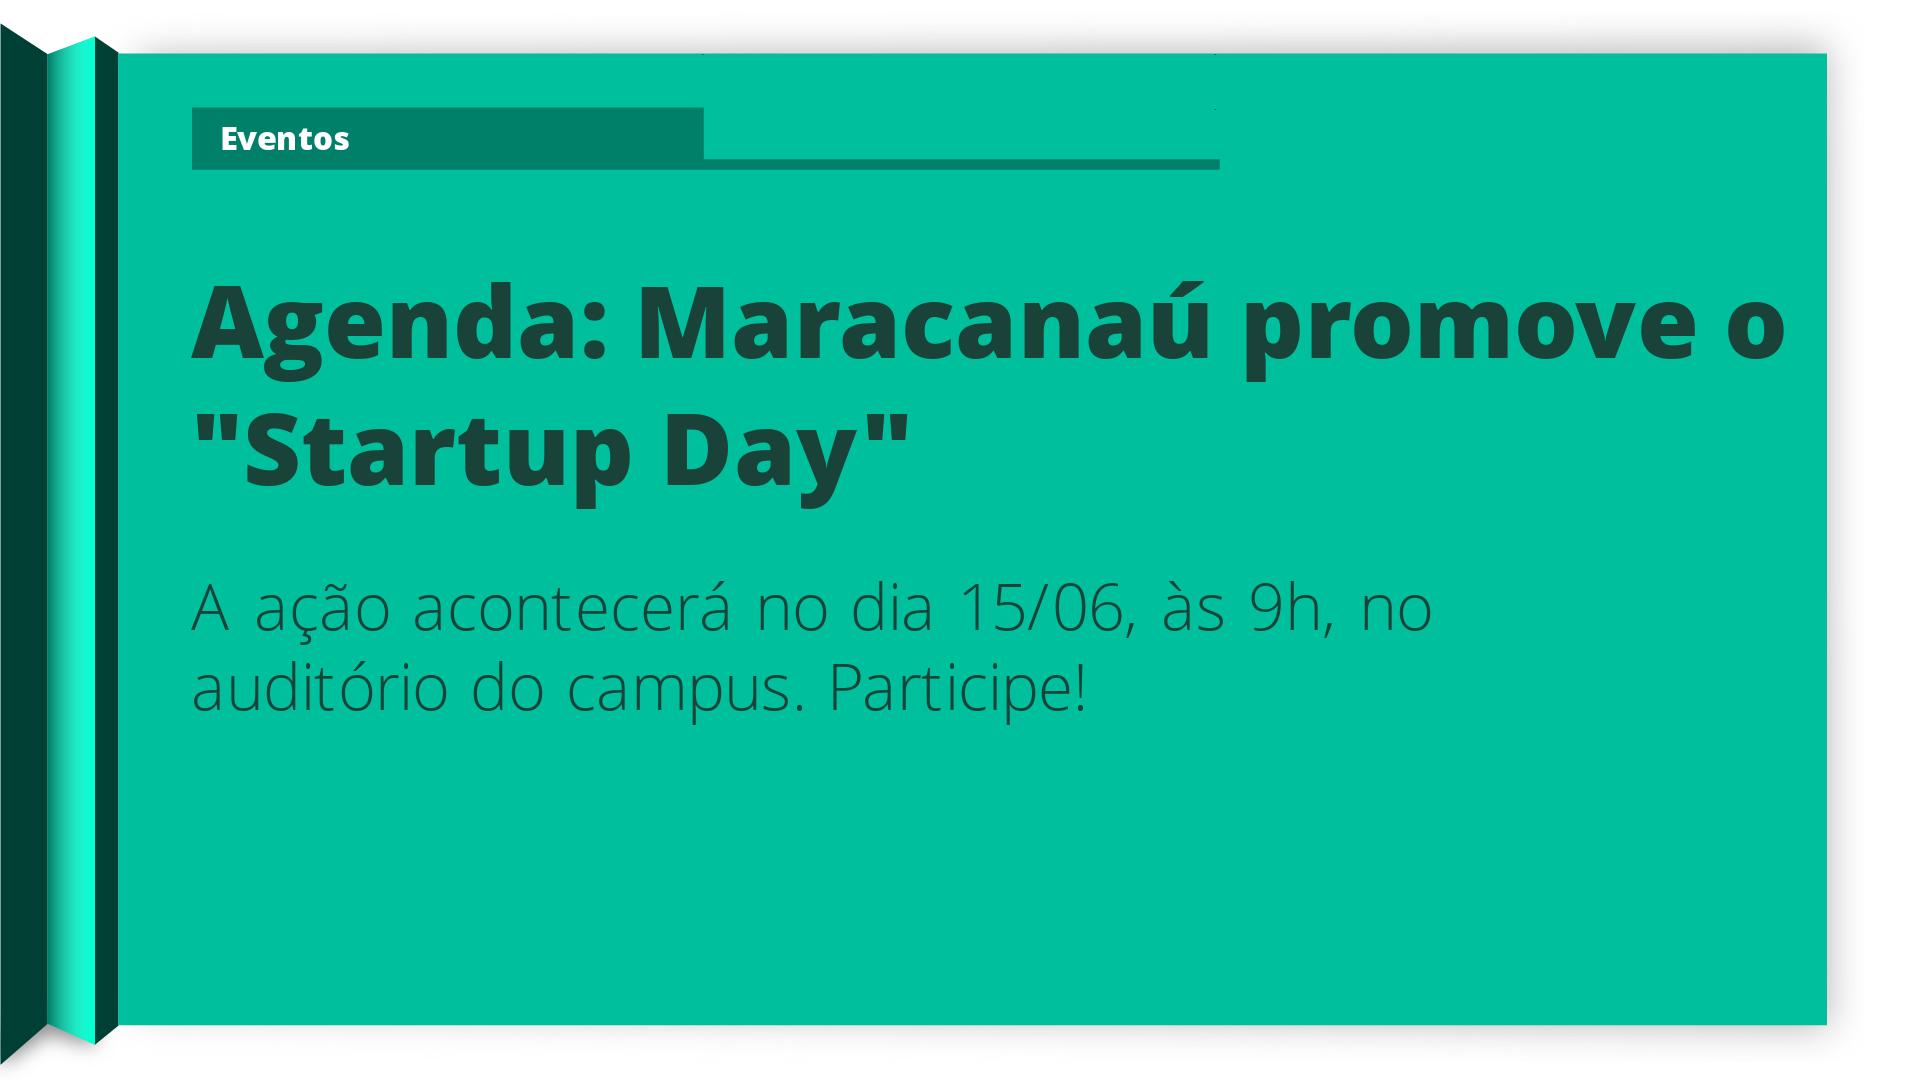 Eventos
Agenda: Maracanaú promove o
"Startup Day"
A ação acontecerá no dia 15/06, às 9h, no
auditório do campus. Participe!